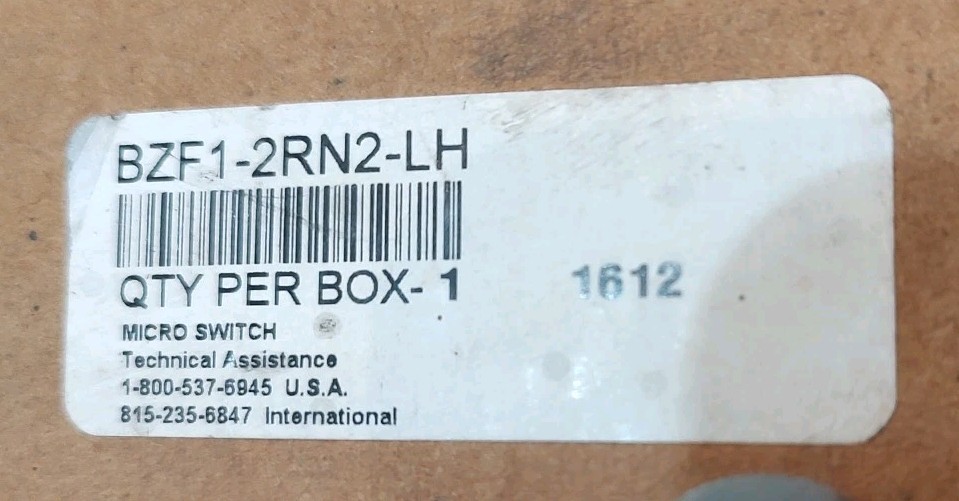 BZF1-2RN2-LH
QTY PER BOX- 1
1612
MICRO SWITCH
Technical Assistance
1-800-537-6945 U.S.A.
815-235-6847 International